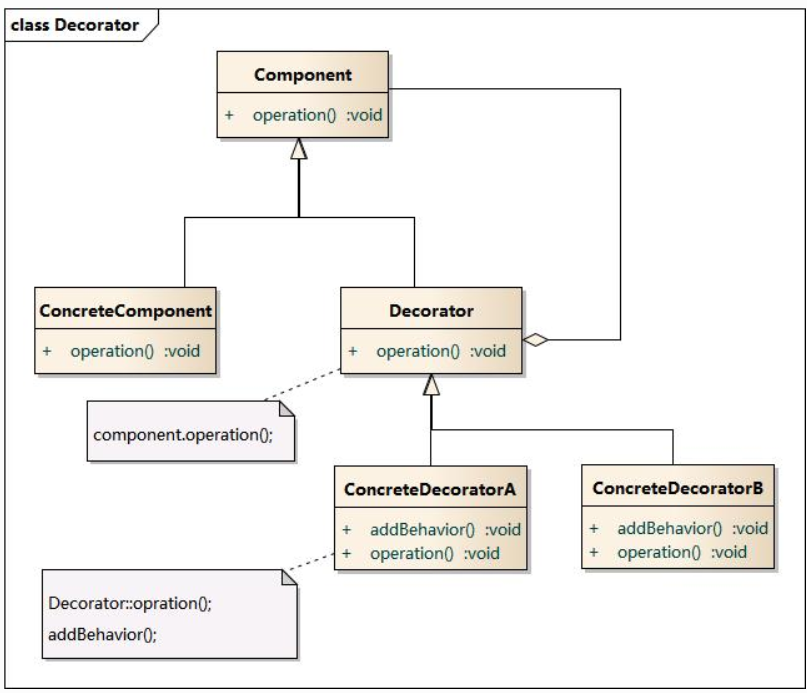 class Decorator
Component
+ operation() :void
ConcreteComponent
+ operation() :void
Decorator
+ operation() :void
component.operation();
ConcreteDecoratorA
+ addBehavior() :void
+ operation() :void
ConcreteDecoratorB
+ addBehavior() :void
+ operation() :void
Decorator::opration();
addBehavior();